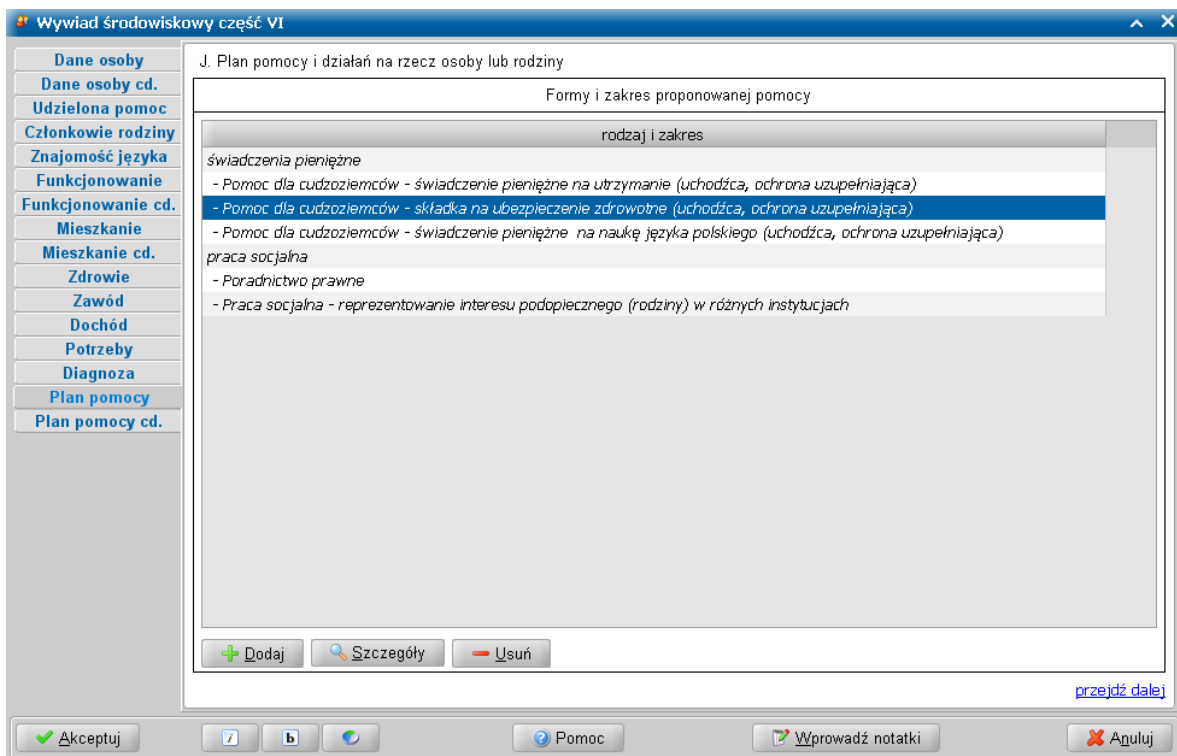 Wywiad środowiskowy część VI
Dane osoby
Dane osoby cd.
Udzielona pomoc
Członkowie rodziny
Znajomość języka
Funkcjonowanie
Funkcjonowanie cd.
Mieszkanie
Mieszkanie cd.
Zdrowie
Zawód
Dochód
Potrzeby
Diagnoza
Plan pomocy
Plan pomocy cd.
J. Plan pomocy i działań na rzecz osoby lub rodziny
Formy i zakres proponowanej pomocy
rodzaj i zakres
świadczenia pieniężne
- Pomoc dla cudzoziemców - świadczenie pieniężne na utrzymanie (uchodźca, ochrona uzupełniająca)
- Pomoc dla cudzoziemców - składka na ubezpieczenie zdrowotne (uchodźca, ochrona uzupełniająca)
- Pomoc dla cudzoziemców - świadczenie pieniężne na naukę języka polskiego (uchodźca, ochrona uzupełniająca)
praca socjalna
- Poradnictwo prawne
- Praca socjalna - reprezentowanie interesu podopiecznego (rodziny) w różnych instytucjach
Dodaj
Szczegóły
Usuń
przejdź dalej
Akceptuj
i
b
Pomoc
Wprowadź notatki
Anuluj